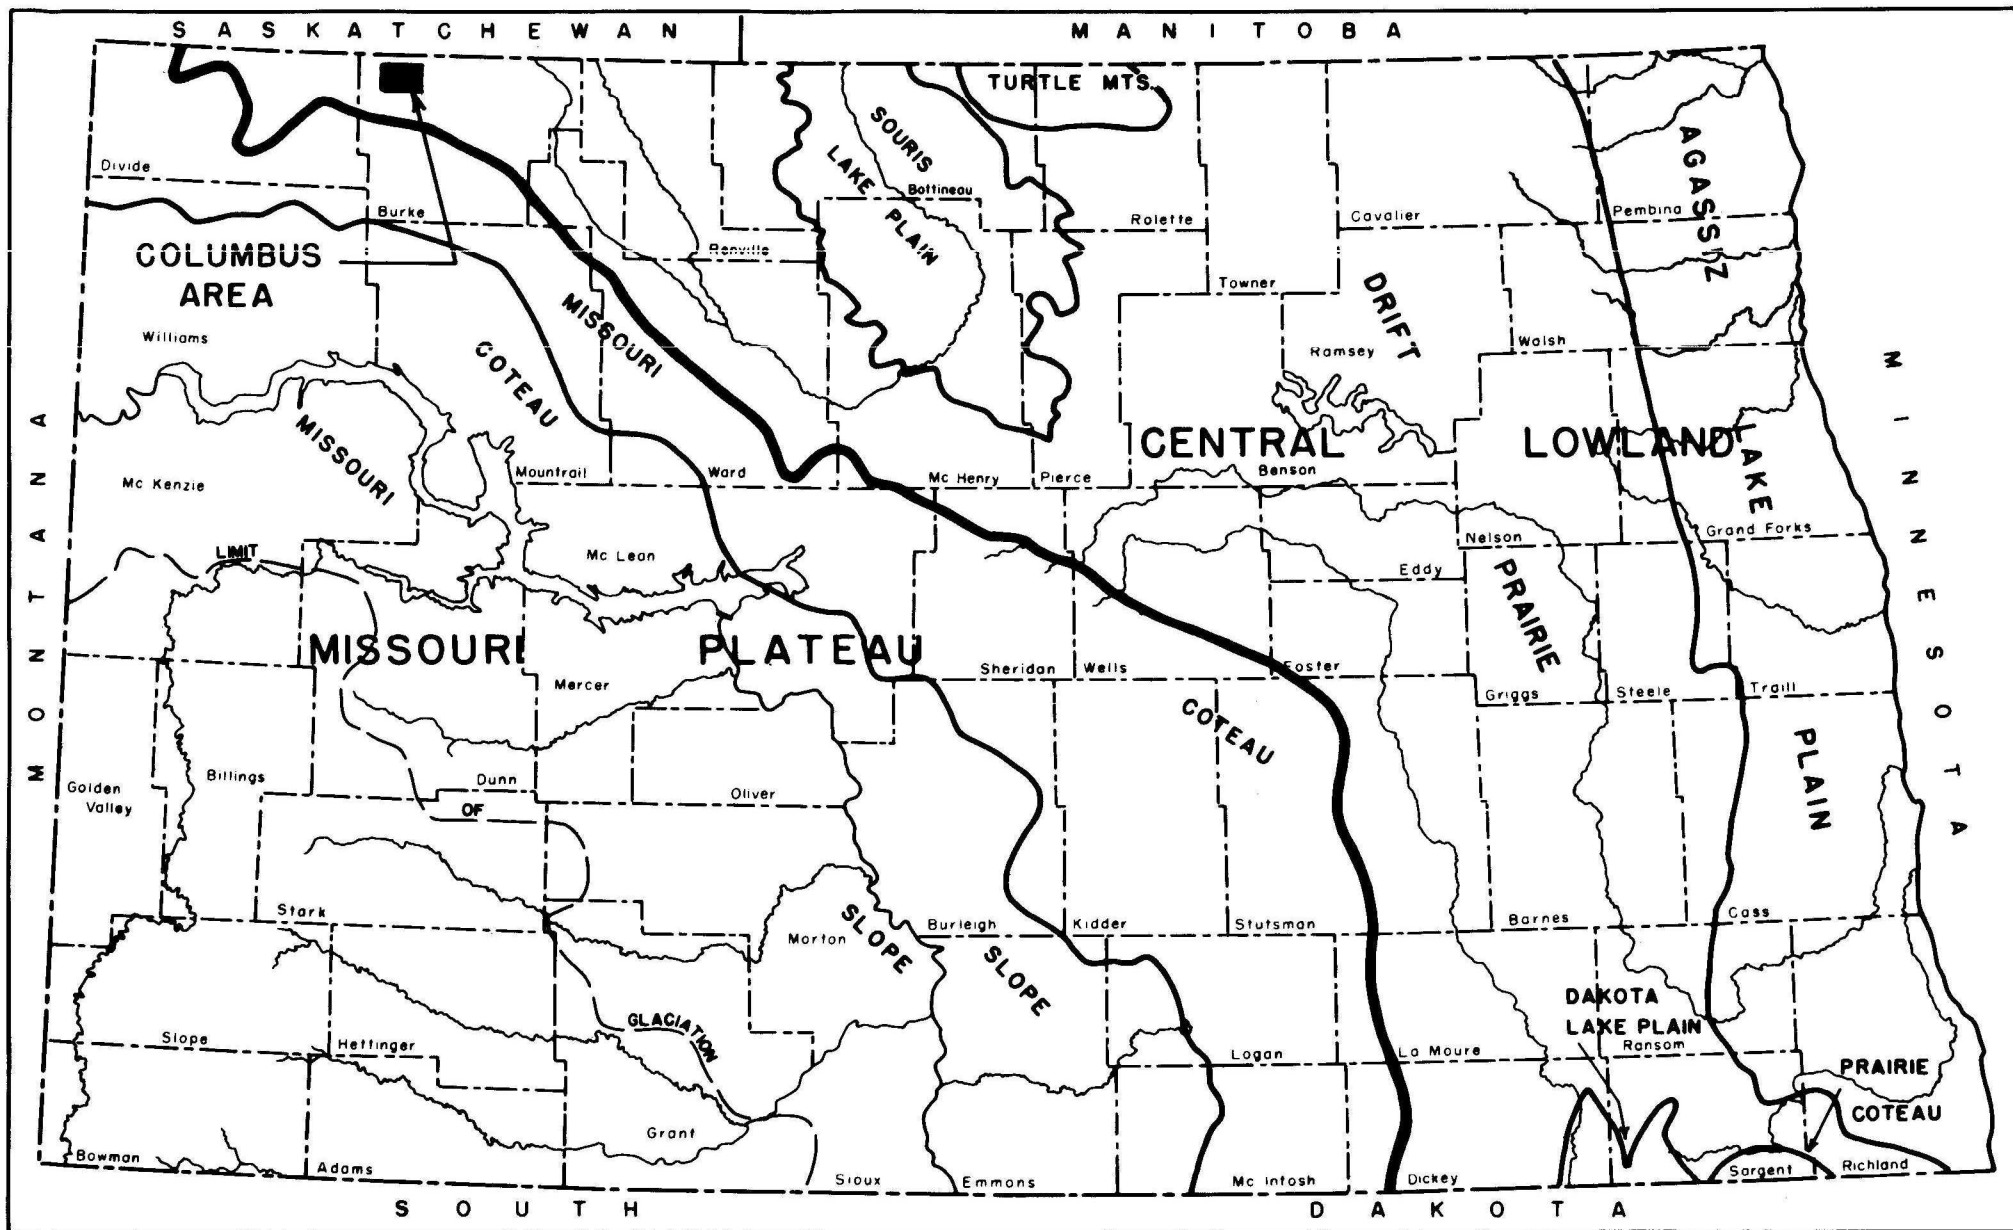 SASKATCHEWAN
MANITOBA
TURTLE MTS.
SOURIS
LAKE PLAIN
AGASSIZ LAKE PLAIN
Divide
Burke
Bottineau
Renville
Rolette
Cavalier
Pembina
COLUMBUS
AREA
Towner
DRIFT PRAIRIE
MISSOURI COTEAU
COTEAU SLOPE
Williams
Ramsey
Walsh
MONTANA
MINNESOTA
MISSOURI SLOPE
CENTRAL LOWLAND
Mc Kenzie
Mountrail
Ward
Mc Henry
Pierce
Benson
Nelson
Grand Forks
LIMIT OF GLACIATION
Mc Lean
Eddy
MISSOURI PLATEAU
Mercer
Sheridan
Wells
Foster
Griggs
Steele
Traill
Golden
Valley
Billings
Dunn
Oliver
Stark
Morton
Burleigh
Kidder
Stutsman
Barnes
Cass
DAKOTA
LAKE PLAIN
Slope
Hettinger
Logan
La Moure
Ransom
PRAIRIE
COTEAU
Grant
Bowman
Adams
Sioux
Emmons
Mc Intosh
Dickey
Sargent
Richland
SOUTH DAKOTA